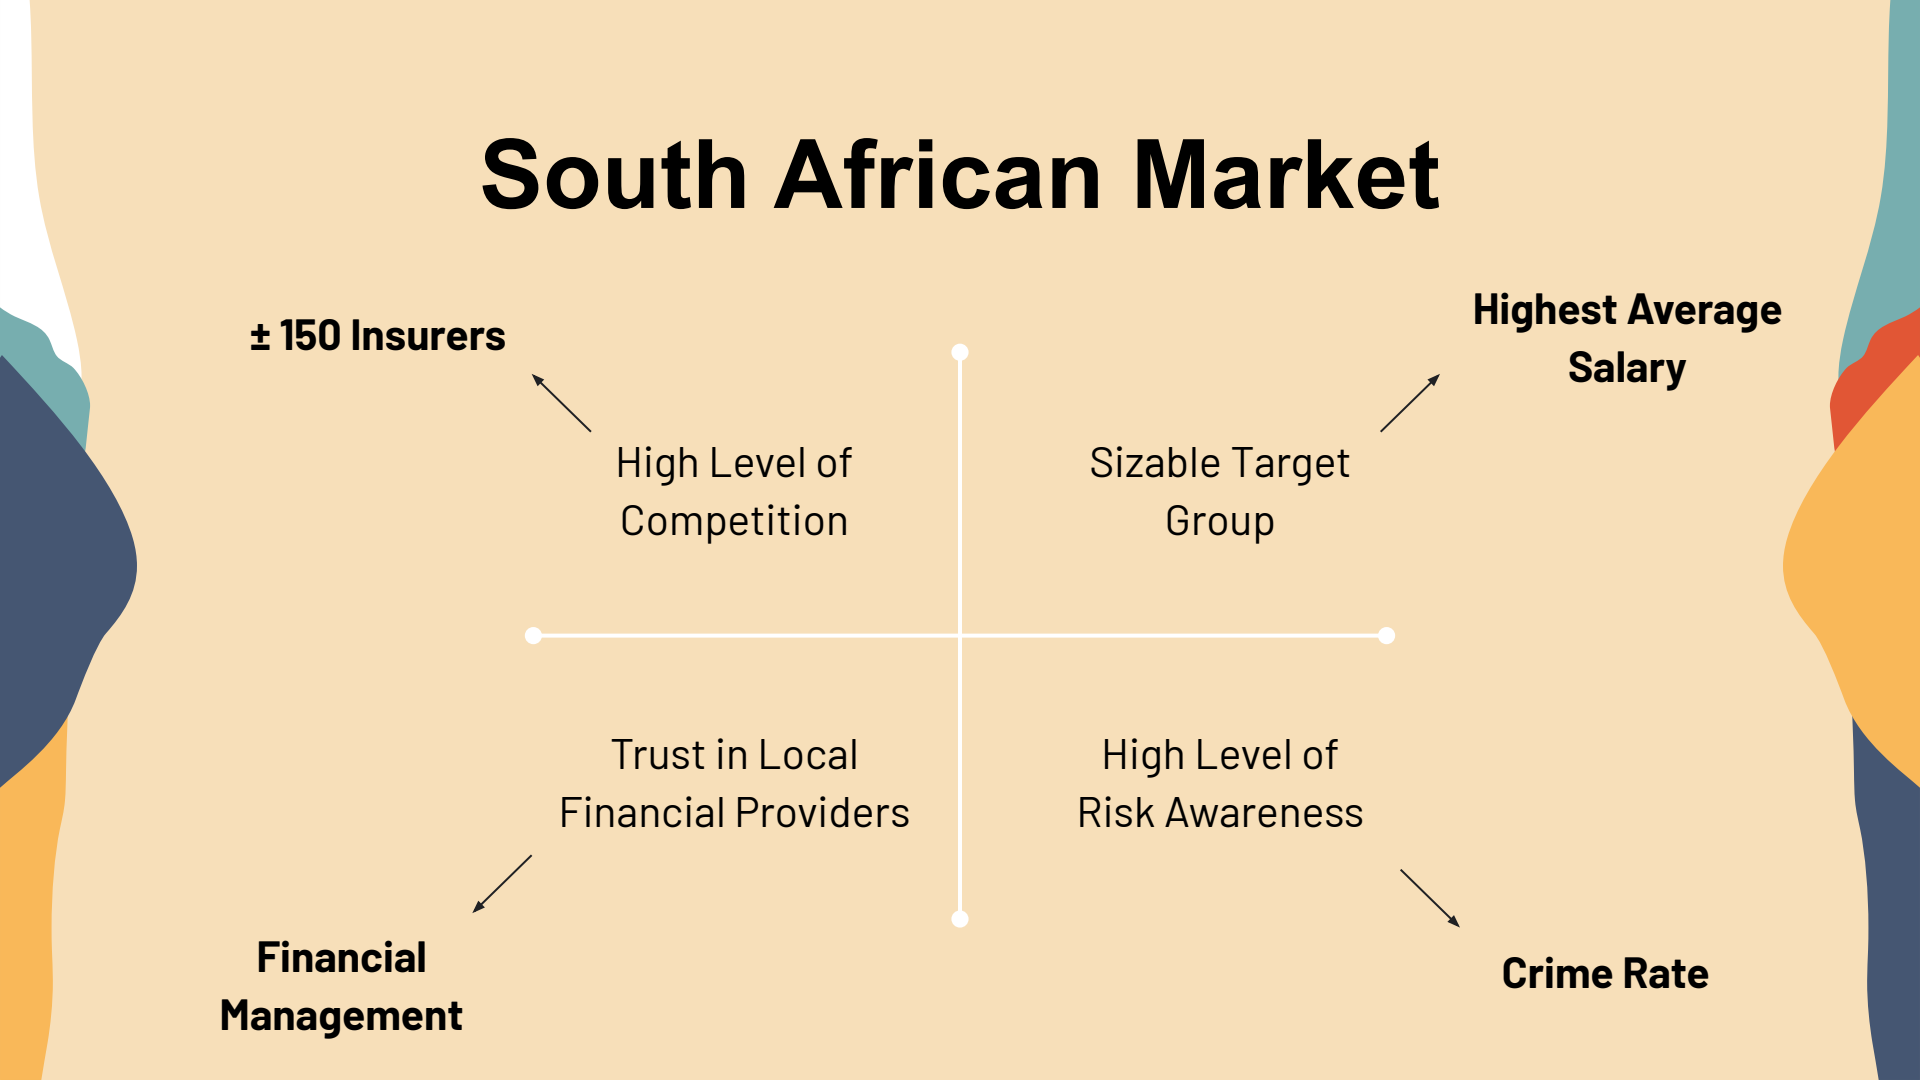 South African Market
± 150 Insurers
Highest Average
Salary
High Level of
Competition
Sizable Target
Group
Trust in Local
Financial Providers
High Level of
Risk Awareness
Financial
Management
Crime Rate